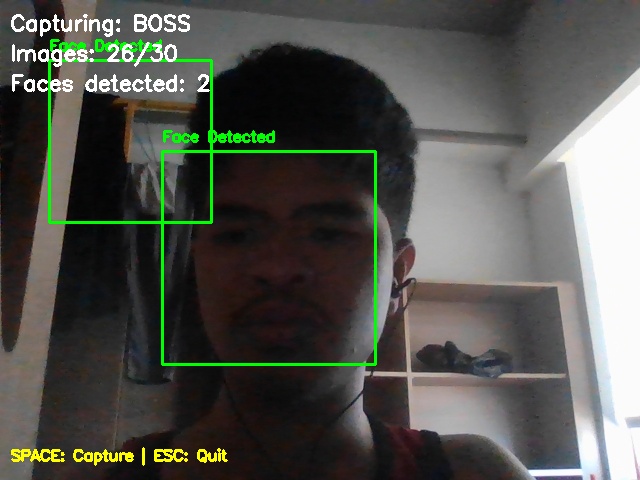 Capturing: BOSS
Face Detected
Images: 26/30
Faces detected: 2
Face Detected
SPACE: Capture | ESC: Quit